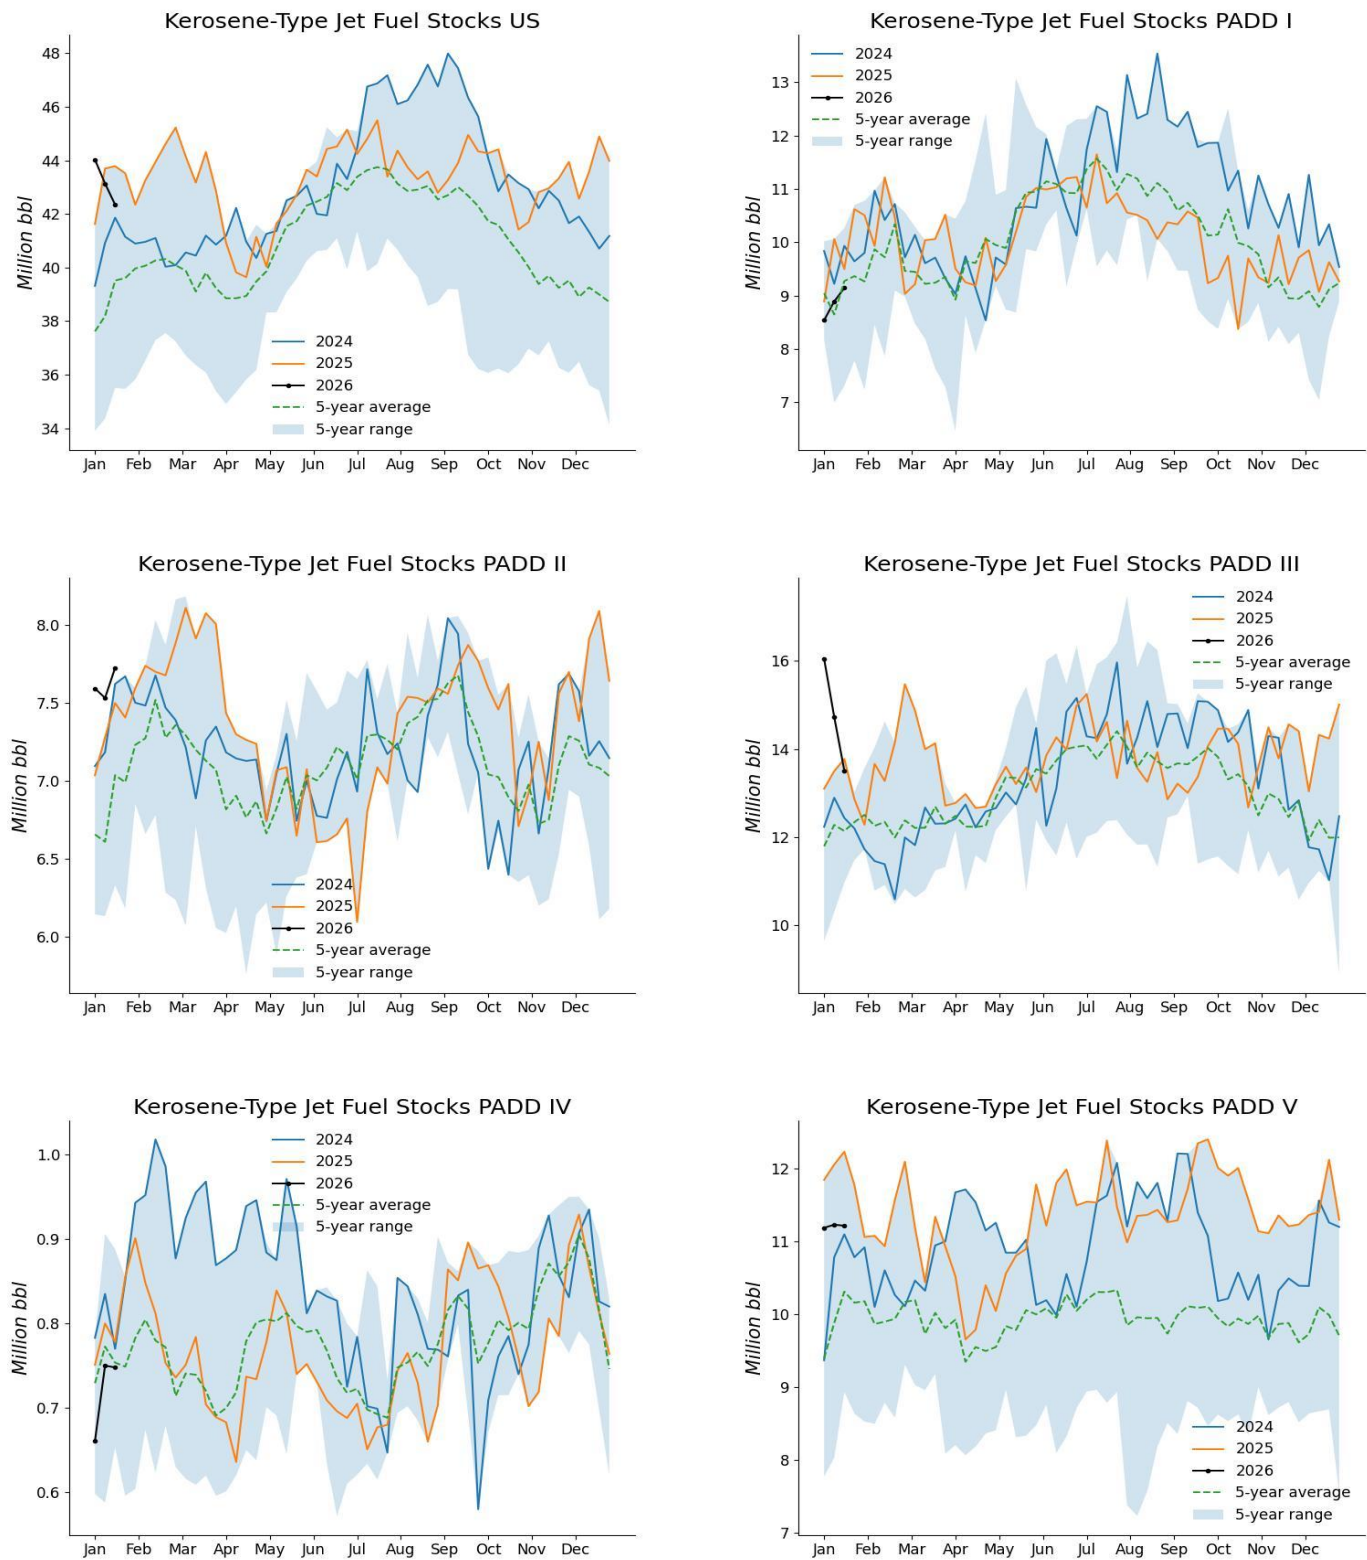 Kerosene-Type Jet Fuel Stocks US
Million bbl
48
46
44
42
40
38
36
34
2024
2025
2026
5-year average
5-year range
Jan Feb Mar Apr May Jun Jul Aug Sep Oct Nov Dec
Kerosene-Type Jet Fuel Stocks PADD I
Million bbl
13
12
11
10
9
8
7
2024
2025
2026
5-year average
5-year range
Jan Feb Mar Apr May Jun Jul Aug Sep Oct Nov Dec
Kerosene-Type Jet Fuel Stocks PADD II
Million bbl
8.0
7.5
7.0
6.5
6.0
2024
2025
2026
5-year average
5-year range
Jan Feb Mar Apr May Jun Jul Aug Sep Oct Nov Dec
Kerosene-Type Jet Fuel Stocks PADD III
Million bbl
16
14
12
10
2024
2025
2026
5-year average
5-year range
Jan Feb Mar Apr May Jun Jul Aug Sep Oct Nov Dec
Kerosene-Type Jet Fuel Stocks PADD IV
Million bbl
1.0
0.9
0.8
0.7
0.6
2024
2025
2026
5-year average
5-year range
Jan Feb Mar Apr May Jun Jul Aug Sep Oct Nov Dec
Kerosene-Type Jet Fuel Stocks PADD V
Million bbl
12
11
10
9
8
7
2024
2025
2026
5-year average
5-year range
Jan Feb Mar Apr May Jun Jul Aug Sep Oct Nov Dec